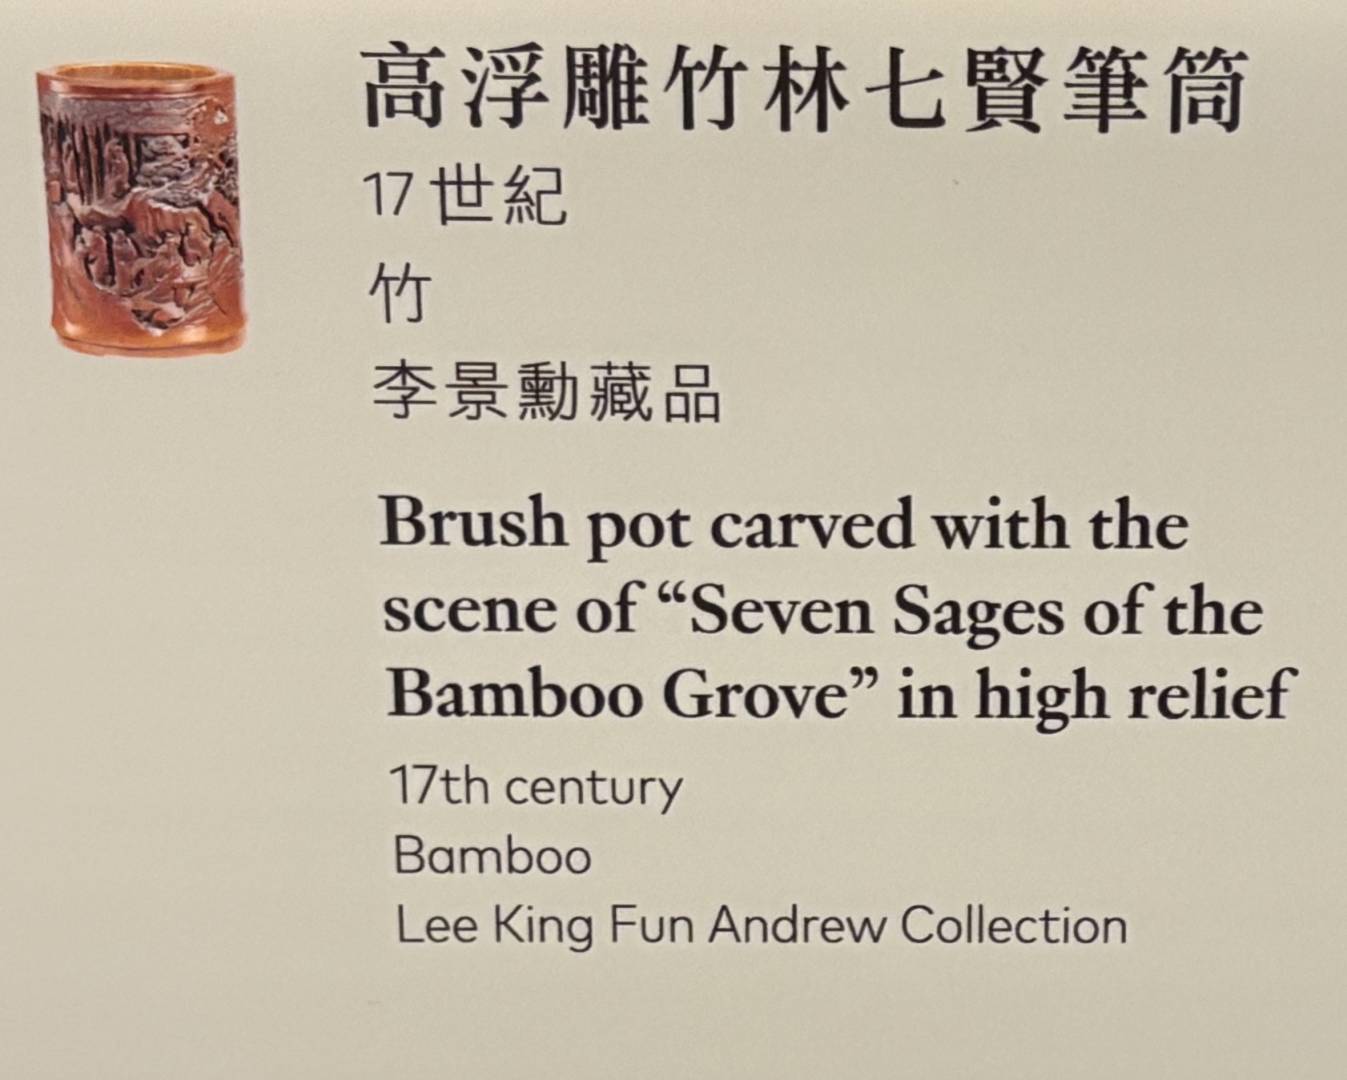 高浮雕竹林七賢筆筒
17 世紀
竹
李景勳藏品
Brush pot carved with the
scene of “Seven Sages of the
Bamboo Grove” in high relief
17th century
Bamboo
Lee King Fun Andrew Collection